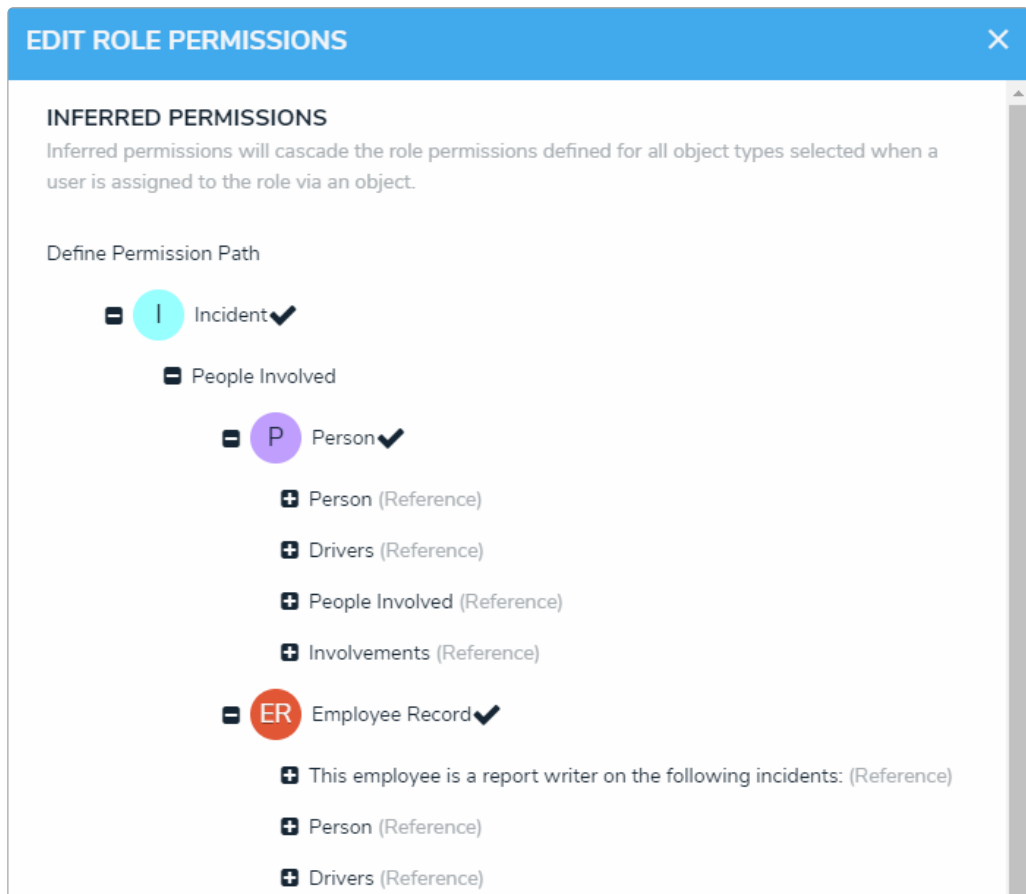 EDIT ROLE PERMISSIONS
INFERRED PERMISSIONS
Inferred permissions will cascade the role permissions defined for all object types selected when a
user is assigned to the role via an object.
Define Permission Path
I Incident
People Involved
P Person
Person (Reference)
Drivers (Reference)
People Involved (Reference)
Involvements (Reference)
ER Employee Record
This employee is a report writer on the following incidents: (Reference)
Person (Reference)
Drivers (Reference)